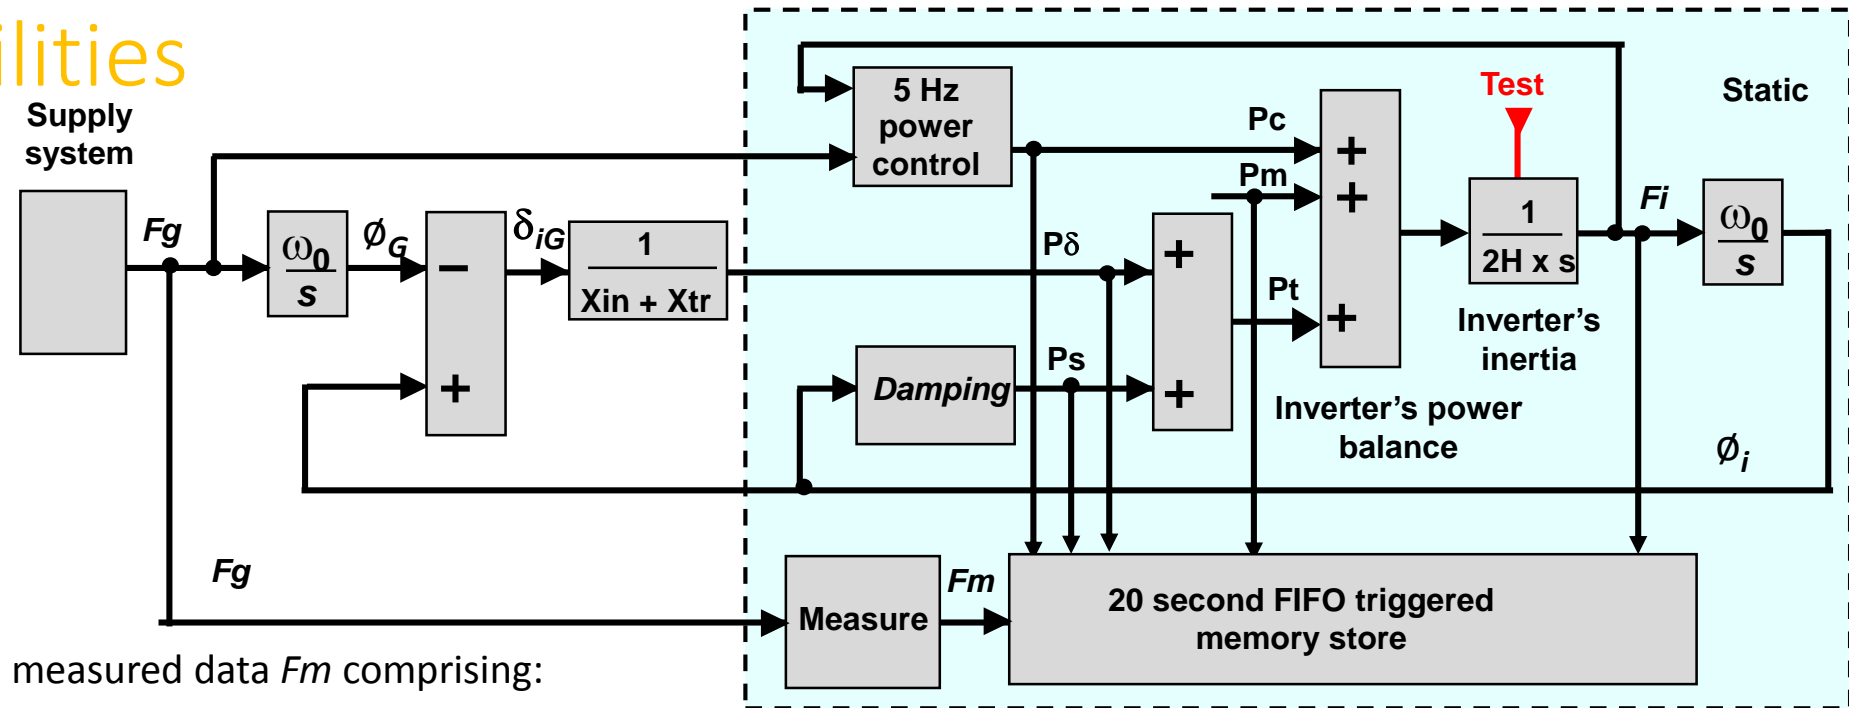 ilities
Supply
system
Fg
ω0
s
∅G
−
+
δiG
1
Xin + Xtr
5 Hz
power
control
Pδ
Damping
Ps
+
+
Pc
Pm
Pt
+
+
+
Test
1
2H x s
Inverter's
inertia
Inverter's power
balance
Fi
Static
ω0
s
∅i
Fg
Measure
Fm
20 second FIFO triggered
memory store
measured data Fm comprising: